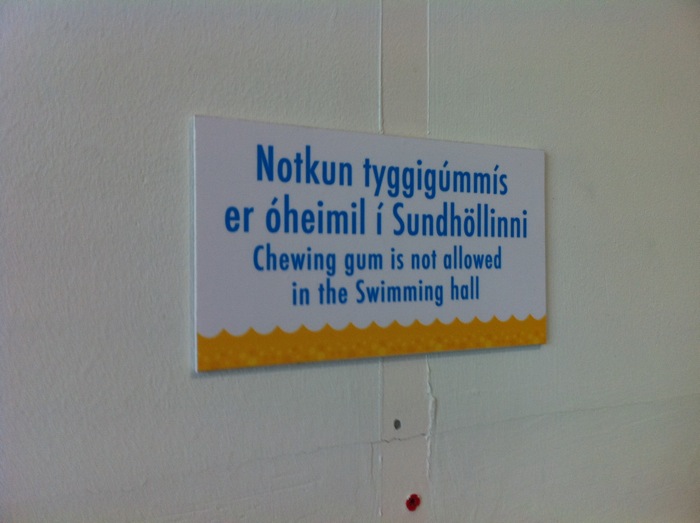 Notkun tyggigúmmís
er óheimil í Sundhöllinni
Chewing gum is not allowed
in the Swimming hall